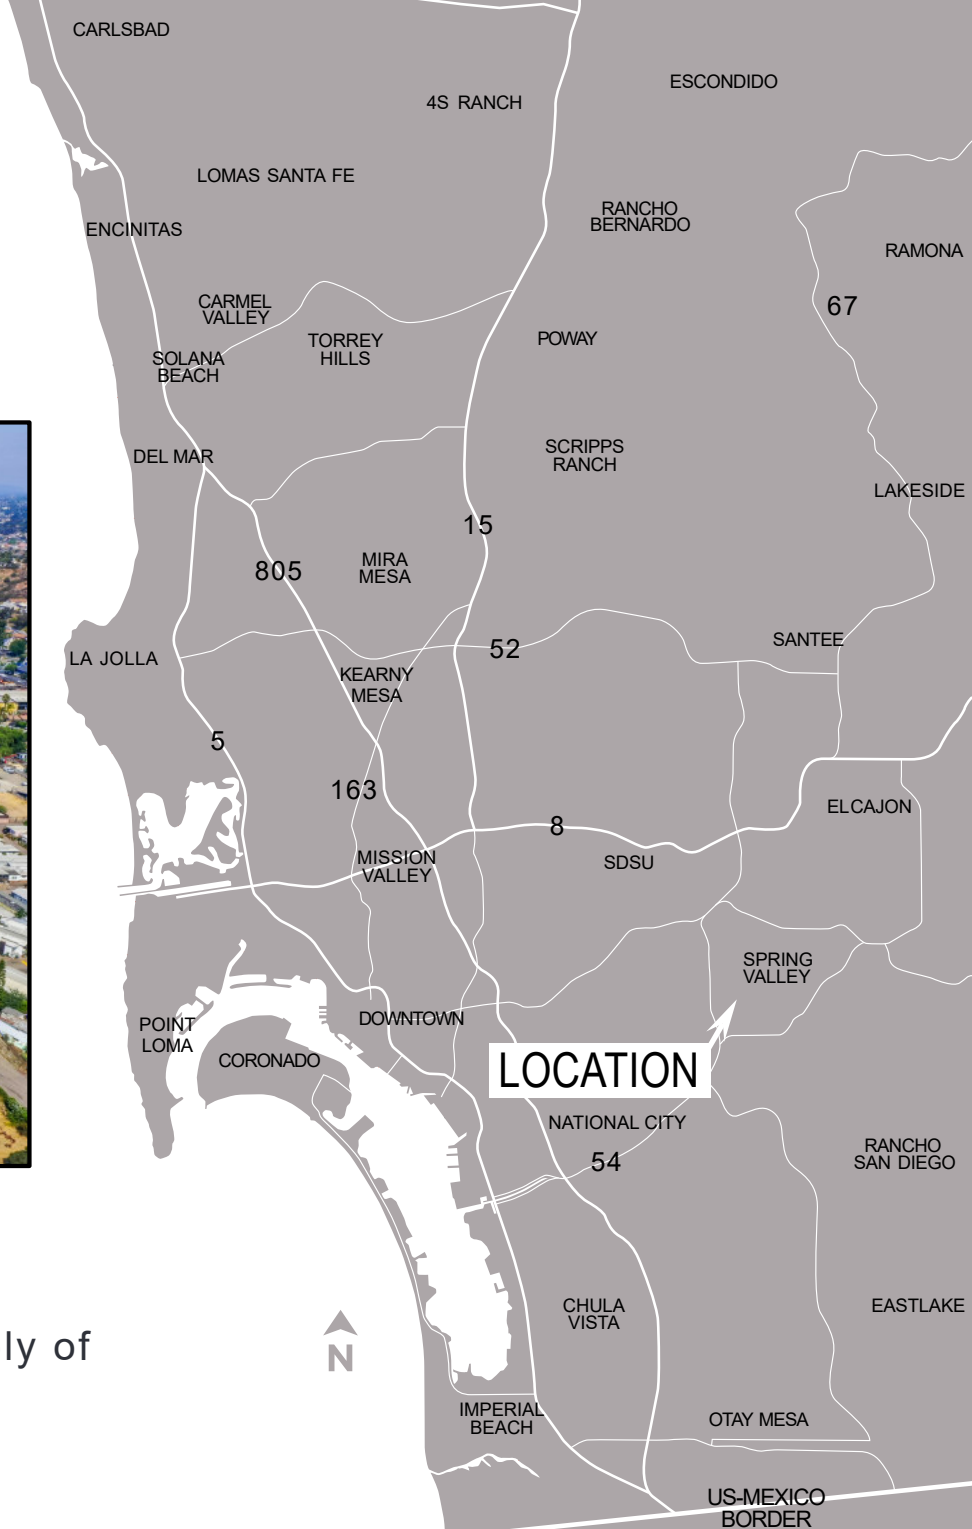 CARLSBAD
ESCONDIDO
4S RANCH
LOMAS SANTA FE
RANCHO
BERNARDO
ENCINITAS
RAMONA
CARMEL
VALLEY
67
TORREY
HILLS
POWAY
SOLANA
BEACH
DEL MAR
SCRIPPS
RANCH
LAKESIDE
15
805
MIRA
MESA
SANTEE
52
LA JOLLA
KEARNY
MESA
5
163
ELCAJON
8
MISSION
VALLEY
SDSU
SPRING
VALLEY
POINT
LOMA
DOWNTOWN
CORONADO
LOCATION
NATIONAL CITY
54
RANCHO
SAN DIEGO
CHULA
VISTA
EASTLAKE
ly of
N
IMPERIAL
BEACH
OTAY MESA
US-MEXICO
BORDER